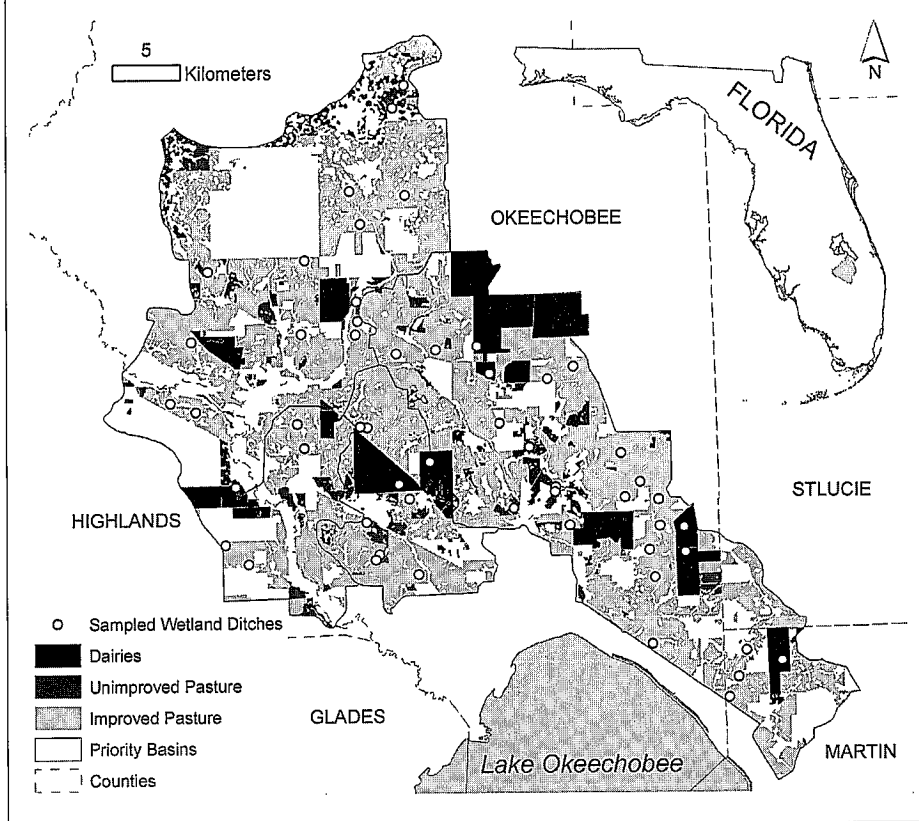 5
Kilometers
N
FLORIDA
OKEECHOBEE
STLUCIE
HIGHLANDS
Sampled Wetland Ditches
Dairies
Unimproved Pasture
Improved Pasture
Priority Basins
Counties
GLADES
MARTIN
Lake Okeechobee